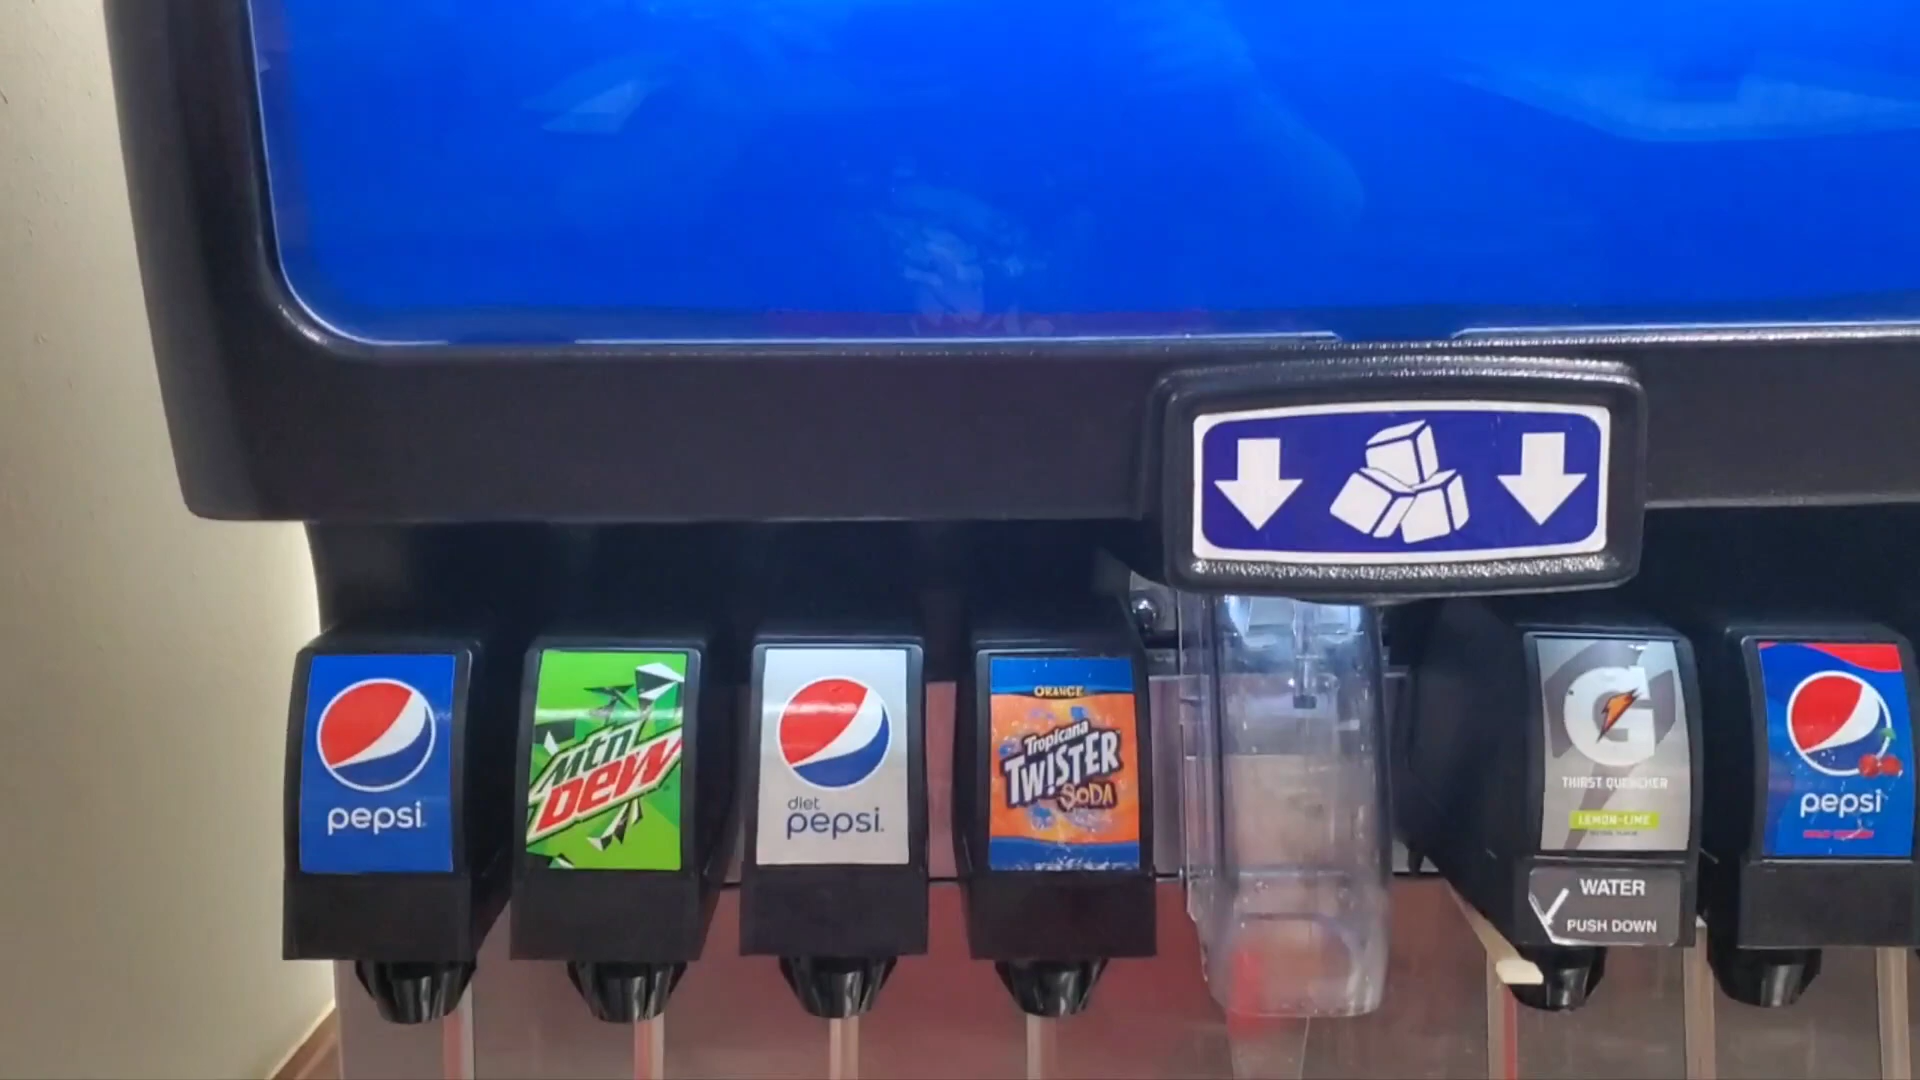 pepsi
mtn
DEW
diet
pepsi
ORANGE
Tropicana
TWISTER
SODA
G
THIRST QUENCHER
LEMON-LIME
WATER
PUSH DOWN
pepsi